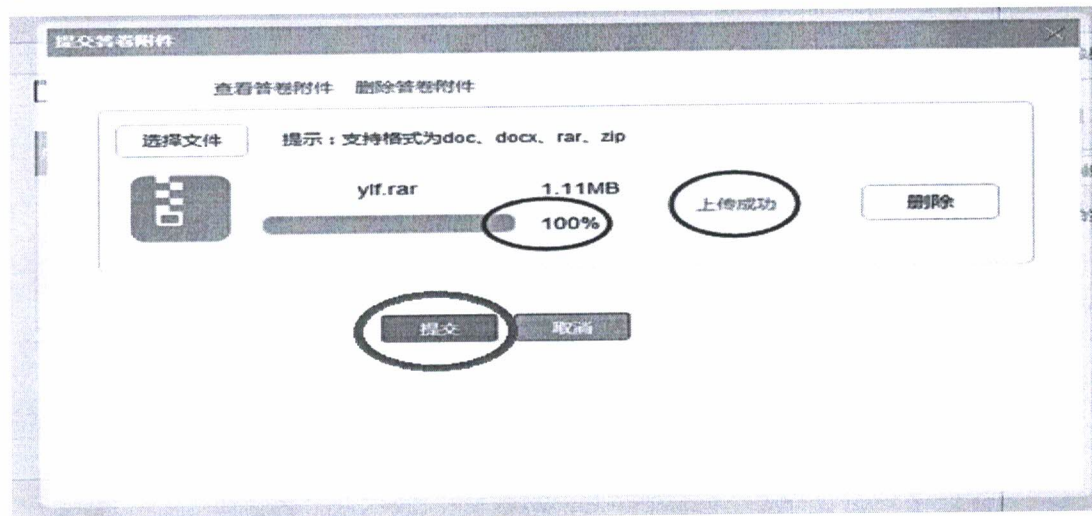 提交答卷附件
查看答卷附件 删除答卷附件
选择文件 提示：支持格式为doc、docx、rar、zip
ylf.rar 1.11MB
100% 上传成功 删除
提交 取消